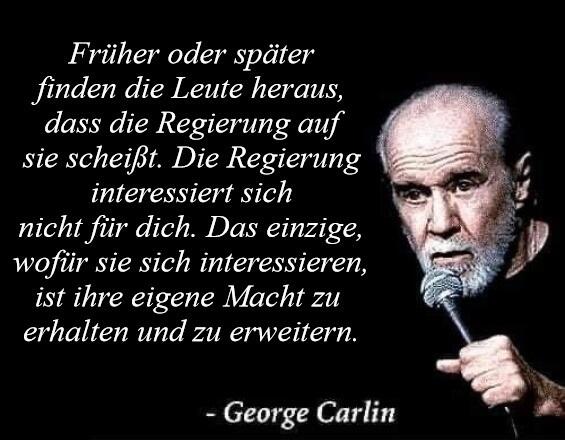 Früher oder später
finden die Leute heraus,
dass die Regierung auf
sie scheißt. Die Regierung
interessiert sich
nicht für dich. Das einzige,
wofür sie sich interessieren,
ist ihre eigene Macht zu
erhalten und zu erweitern.
- George Carlin